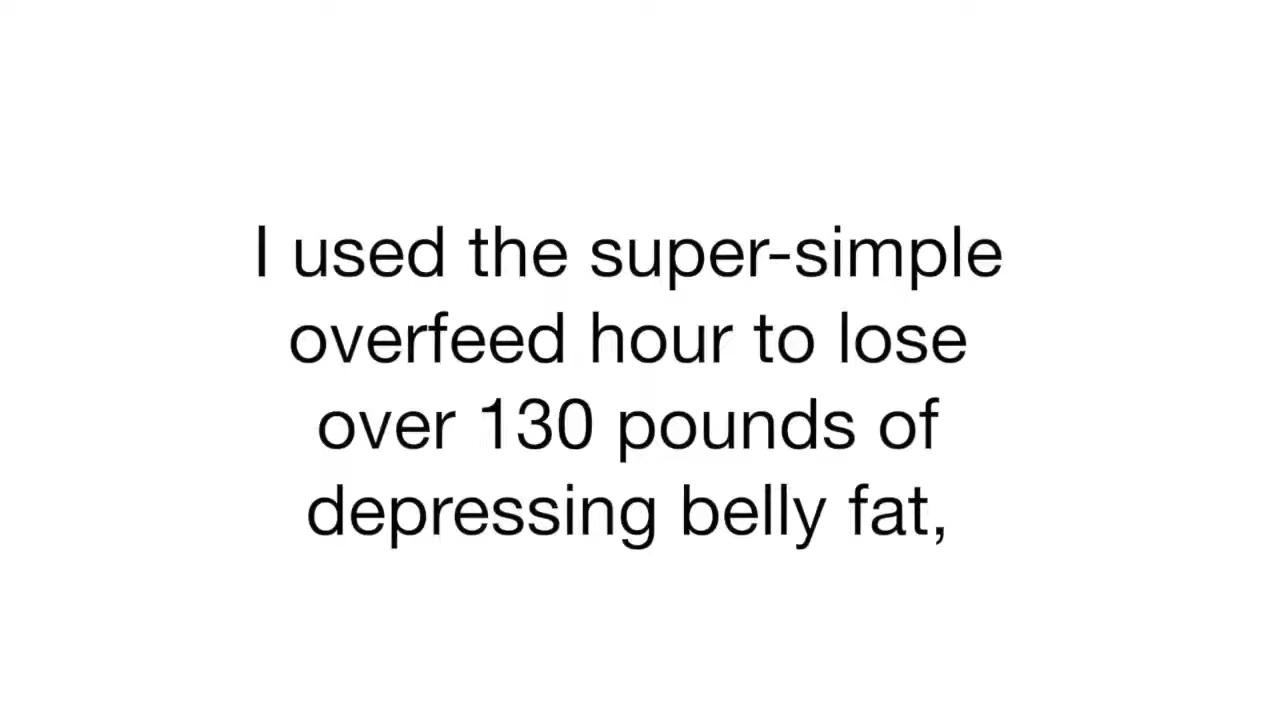 I used the super-simple
overfeed hour to lose
over 130 pounds of
depressing belly fat,